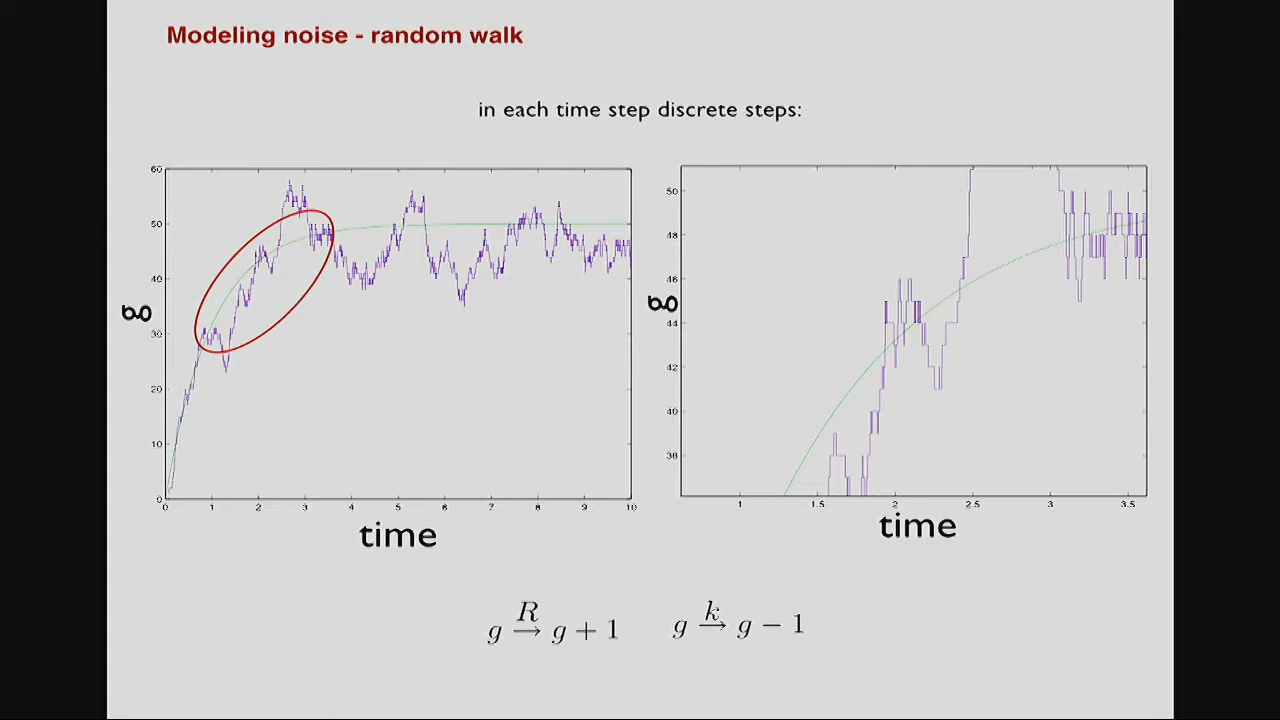 Modeling noise - random walk
in each time step discrete steps:
60
50
40
30
20
10
0
g
0 1 2 3 4 5 6 7 8 9 10
time
50
48
46
44
42
40
38
g
1 1.5 2 2.5 3 3.5
time
g \xrightarrow{R} g + 1
g \xrightarrow{k} g − 1